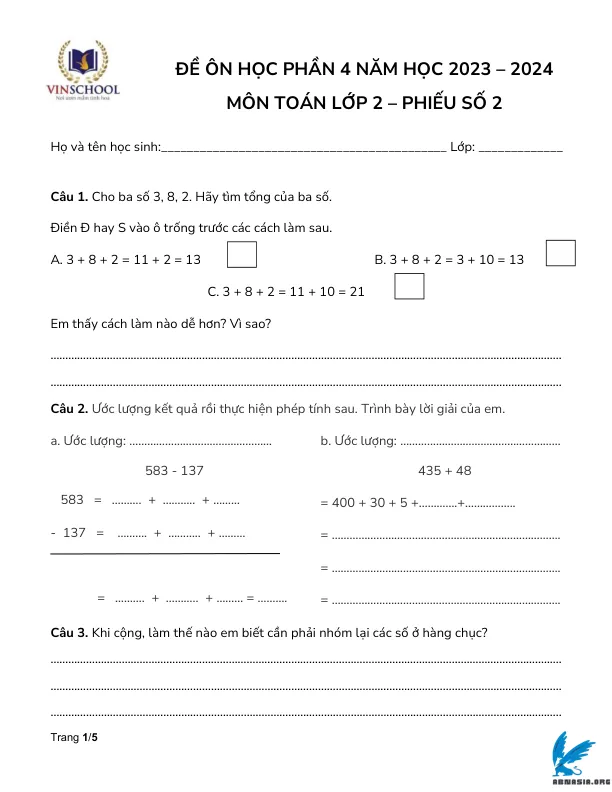 VINSCHOOL
Nơi ươm mầm tinh hoa
ĐỀ ÔN HỌC PHẦN 4 NĂM HỌC 2023 – 2024
MÔN TOÁN LỚP 2 – PHIẾU SỐ 2
Họ và tên học sinh:____________________________________________ Lớp: _____________
Câu 1. Cho ba số 3, 8, 2. Hãy tìm tổng của ba số.
Điền Đ hay S vào ô trống trước các cách làm sau.
A. 3 + 8 + 2 = 11 + 2 = 13 B. 3 + 8 + 2 = 3 + 10 = 13
C. 3 + 8 + 2 = 11 + 10 = 21
Em thấy cách làm nào dễ hơn? Vì sao?
Câu 2. Ước lượng kết quả rồi thực hiện phép tính sau. Trình bày lời giải của em.
a. Ước lượng: ................................................ b. Ước lượng: ................................................
583 - 137 435 + 48
583 = .......... + ........... + ......... = 400 + 30 + 5 +............+................
- 137 = .......... + ........... + ......... = ......................................................................
= ......................................................................
= .......... + ........... + ......... = .......... = ......................................................................
Câu 3. Khi cộng, làm thế nào em biết cần phải nhóm lại các số ở hàng chục?
Trang 1/5
ABNASIA.ORG